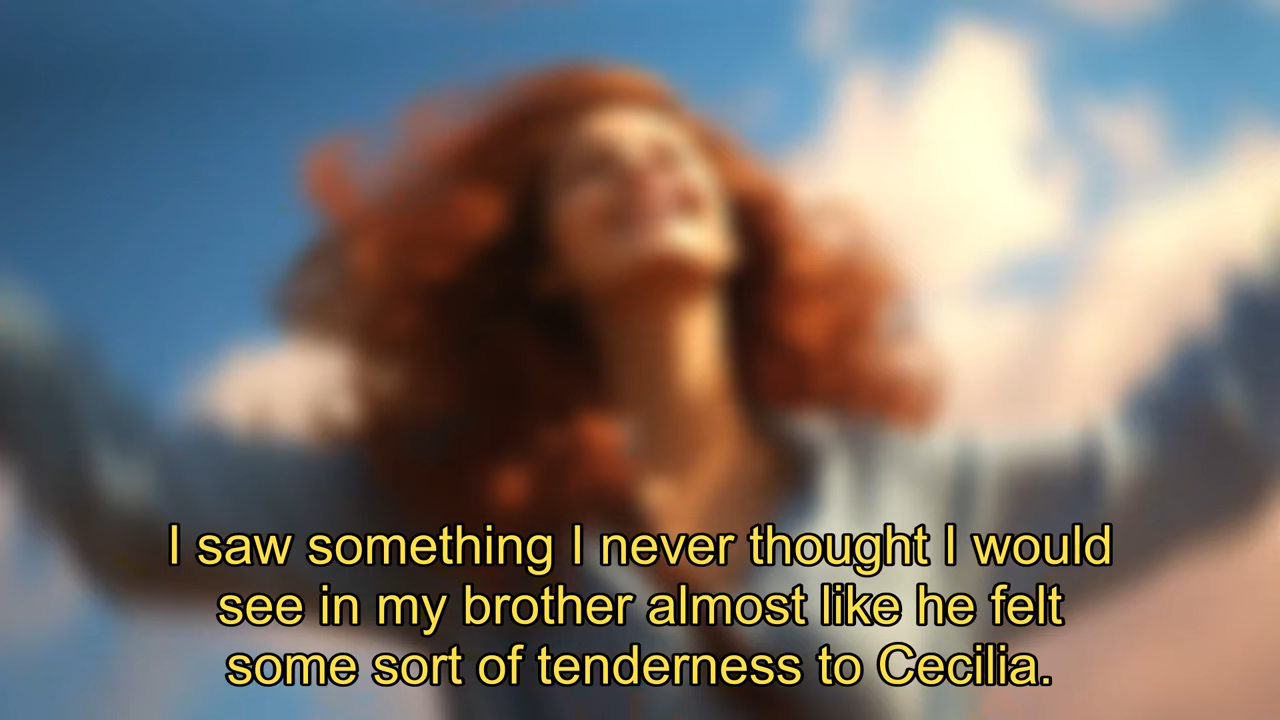 I saw something I never thought I would
see in my brother almost like he felt
some sort of tenderness to Cecilia.